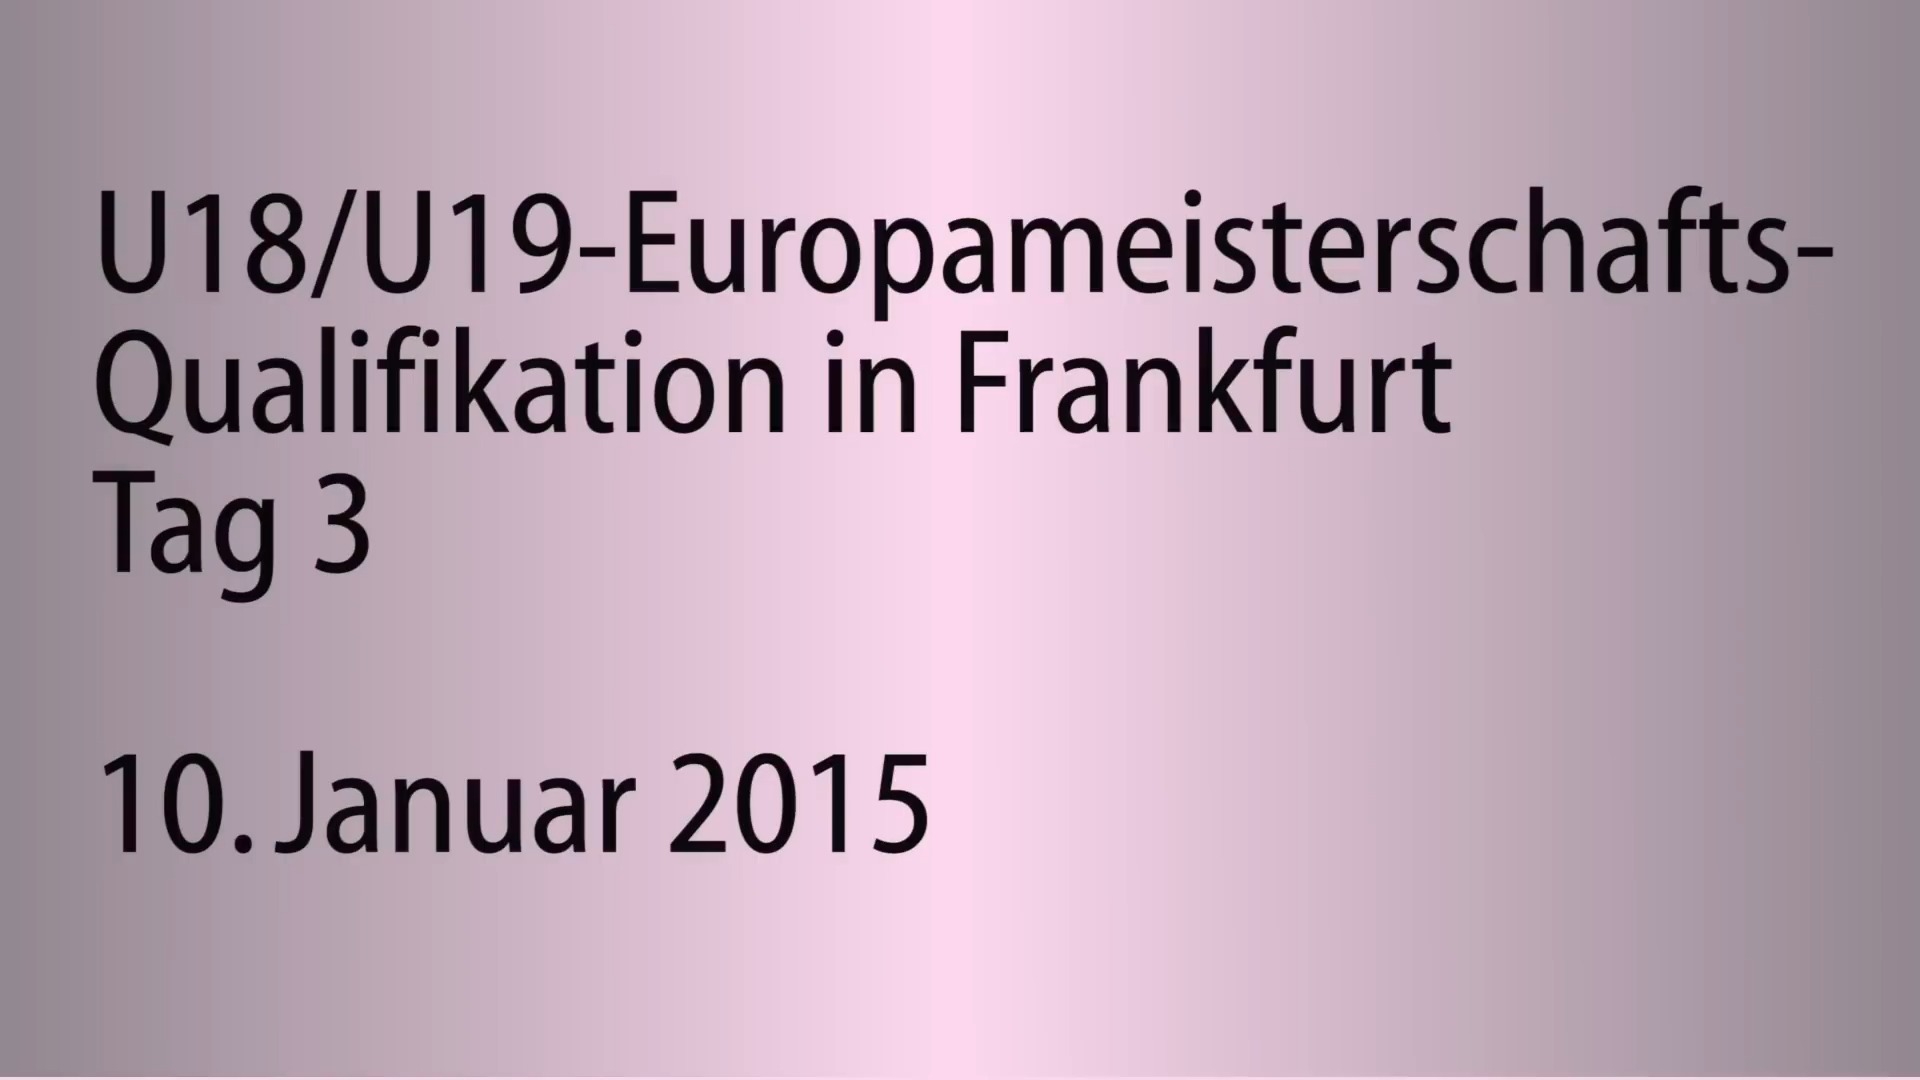 U18/U19-Europameisterschafts-
Qualifikation in Frankfurt
Tag 3
10. Januar 2015